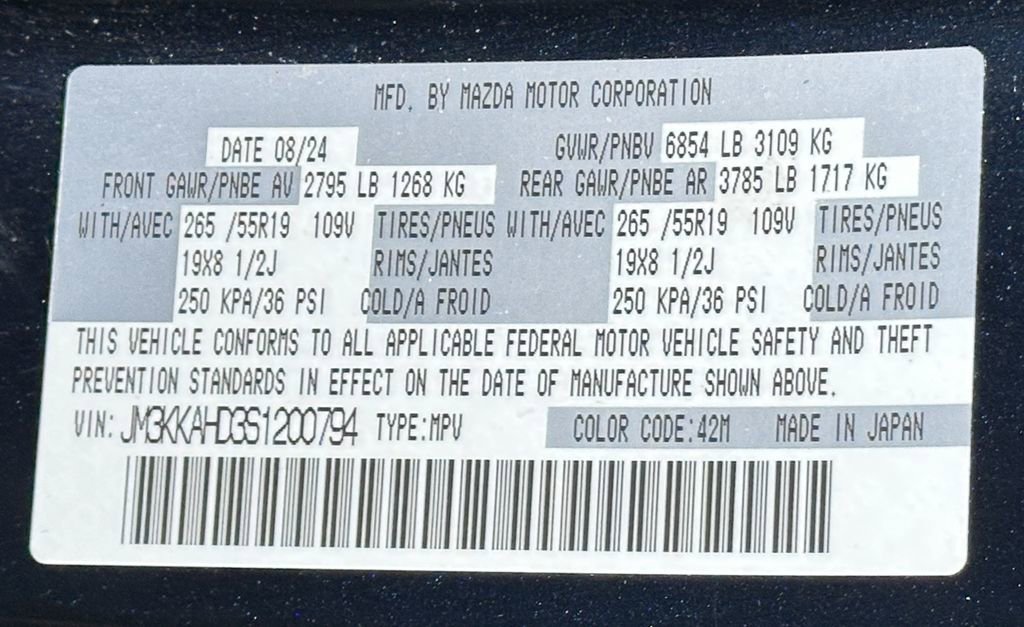 MFD. BY MAZDA MOTOR CORPORATION
DATE 08/24 GVWR/PNBV 6854 LB 3109 KG
FRONT GAWR/PNBE AV 2795 LB 1268 KG REAR GAWR/PNBE AR 3785 LB 1717 KG
WITH/AVEC 265 /55R19 109V TIRES/PNEUS WITH/AVEC 265 /55R19 109V TIRES/PNEUS
19X8 1/2J RIMS/JANTES 19X8 1/2J RIMS/JANTES
250 KPA/36 PSI COLD/A FROID 250 KPA/36 PSI COLD/A FROID
THIS VEHICLE CONFORMS TO ALL APPLICABLE FEDERAL MOTOR VEHICLE SAFETY AND THEFT
PREVENTION STANDARDS IN EFFECT ON THE DATE OF MANUFACTURE SHOWN ABOVE.
VIN: JM3KKAHD3S1200794 TYPE:MPV COLOR CODE:42M MADE IN JAPAN